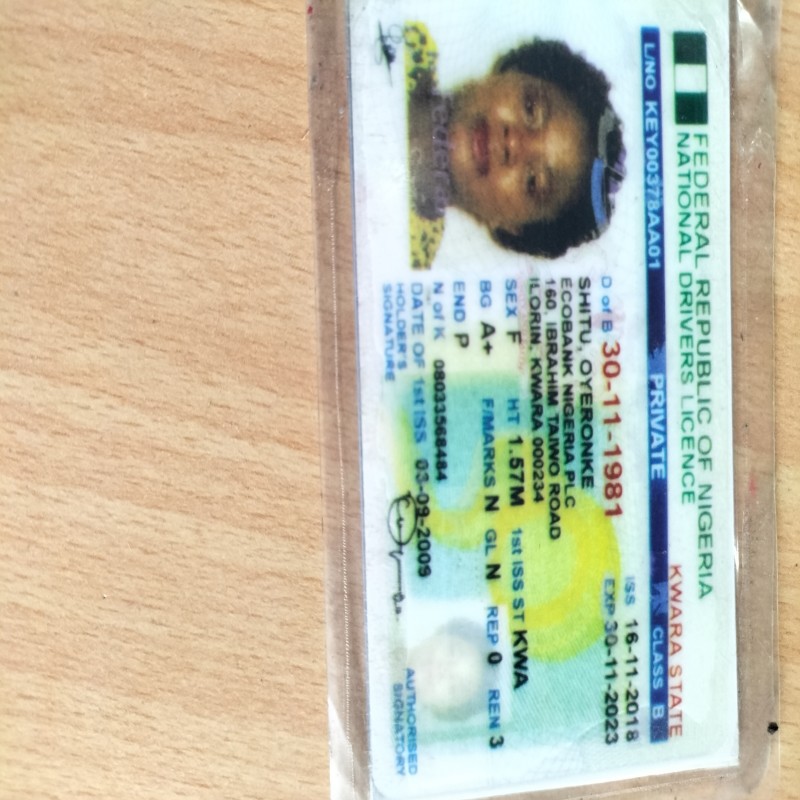 FEDERAL REPUBLIC OF NIGERIA
NATIONAL DRIVERS LICENCE
KWARA STATE
L/NO KEY00378AA01 PRIVATE CLASS B
ISS 16-11-2018
D of B 30-11-1981 EXP 30-11-2023
SHITU, OYERONKE
ECOBANK NIGERIA PLC
160, IBRAHIM TAIWO ROAD
ILORIN, KWARA 000234
SEX F HT 1.57M 1st ISS ST KWA
BG A+ F/MARKS N GL N REP 0 REN 3
END P
N of K 08033568484
DATE OF 1st ISS 03-09-2009
HOLDER'S
SIGNATURE
AUTHORISED
SIGNATORY